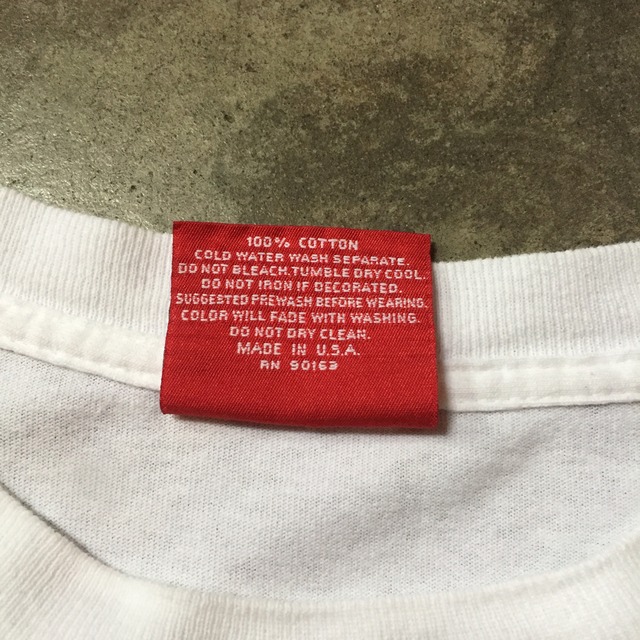 100% COTTON
COLD WATER WASH SEPARATE.
DO NOT BLEACH. TUMBLE DRY COOL.
DO NOT IRON IF DECORATED.
SUGGESTED PREWASH BEFORE WEARING.
COLOR WILL FADE WITH WASHING.
DO NOT DRY CLEAN.
MADE IN U.S.A.
RN 90163